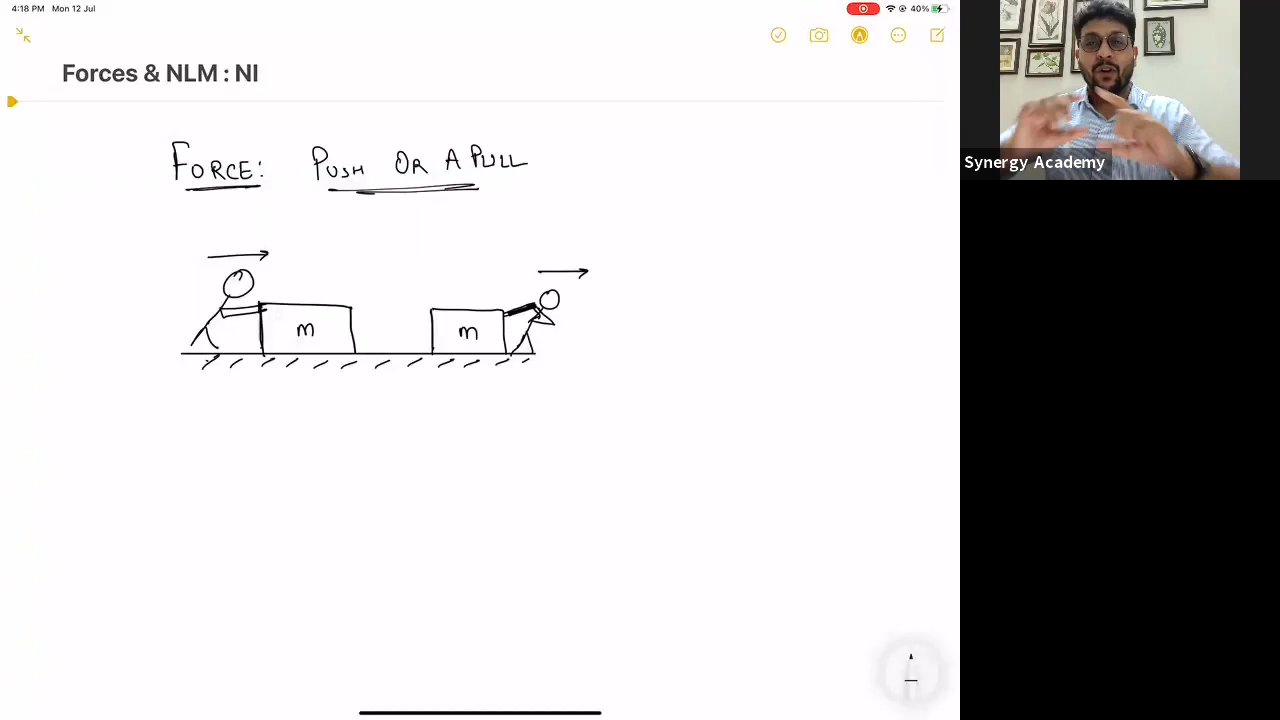 4:18 PM Mon 12 Jul
40%
Forces & NLM : NI
Synergy Academy
FORCE: PUSH OR A PULL
m
m